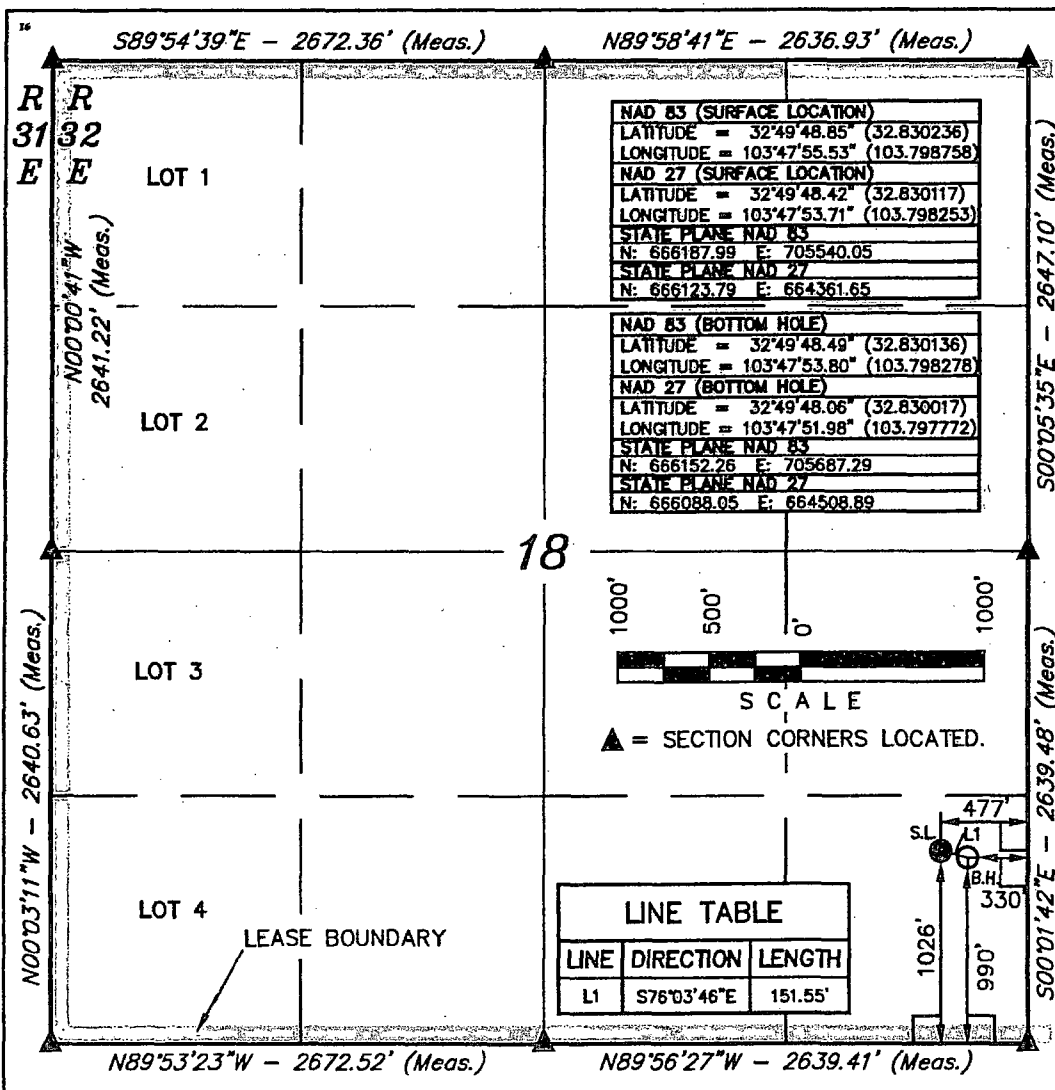 16
S89°54'39"E – 2672.36' (Meas.)
N89°58'41"E – 2636.93' (Meas.)
R R
31 32
E E
LOT 1
N00°00'41"W
2641.22' (Meas.)
S00°05'35"E – 2647.10' (Meas.)
NAD 83 (SURFACE LOCATION)
LATITUDE = 32°49'48.85" (32.830236)
LONGITUDE = 103°47'55.53" (103.798758)
NAD 27 (SURFACE LOCATION)
LATITUDE = 32°49'48.42" (32.830117)
LONGITUDE = 103°47'53.71" (103.798253)
STATE PLANE NAD 83
N: 666187.99 E: 705540.05
STATE PLANE NAD 27
N: 666123.79 E: 664361.65
NAD 83 (BOTTOM HOLE)
LATITUDE = 32°49'48.49" (32.830136)
LONGITUDE = 103°47'53.80" (103.798278)
NAD 27 (BOTTOM HOLE)
LATITUDE = 32°49'48.06" (32.830017)
LONGITUDE = 103°47'51.98" (103.797772)
STATE PLANE NAD 83
N: 666152.26 E: 705687.29
STATE PLANE NAD 27
N: 666088.05 E: 664508.89
LOT 2
18
1000' 500' 0' 1000'
SCALE
▲ = SECTION CORNERS LOCATED.
LOT 3
N00°03'11"W – 2640.63' (Meas.)
S00°01'42"E – 2639.48' (Meas.)
477'
S.L. L1
B.H.
330'
1026'
990'
LOT 4
LEASE BOUNDARY
LINE TABLE
LINE DIRECTION LENGTH
L1 S76°03'46"E 151.55'
N89°53'23"W – 2672.52' (Meas.)
N89°56'27"W – 2639.41' (Meas.)